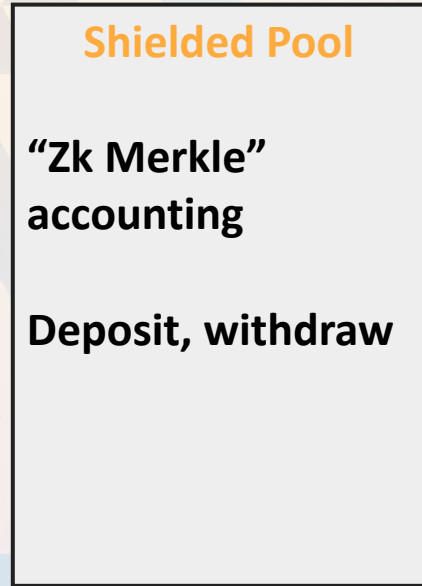 Shielded Pool
“Zk Merkle”
accounting
Deposit, withdraw